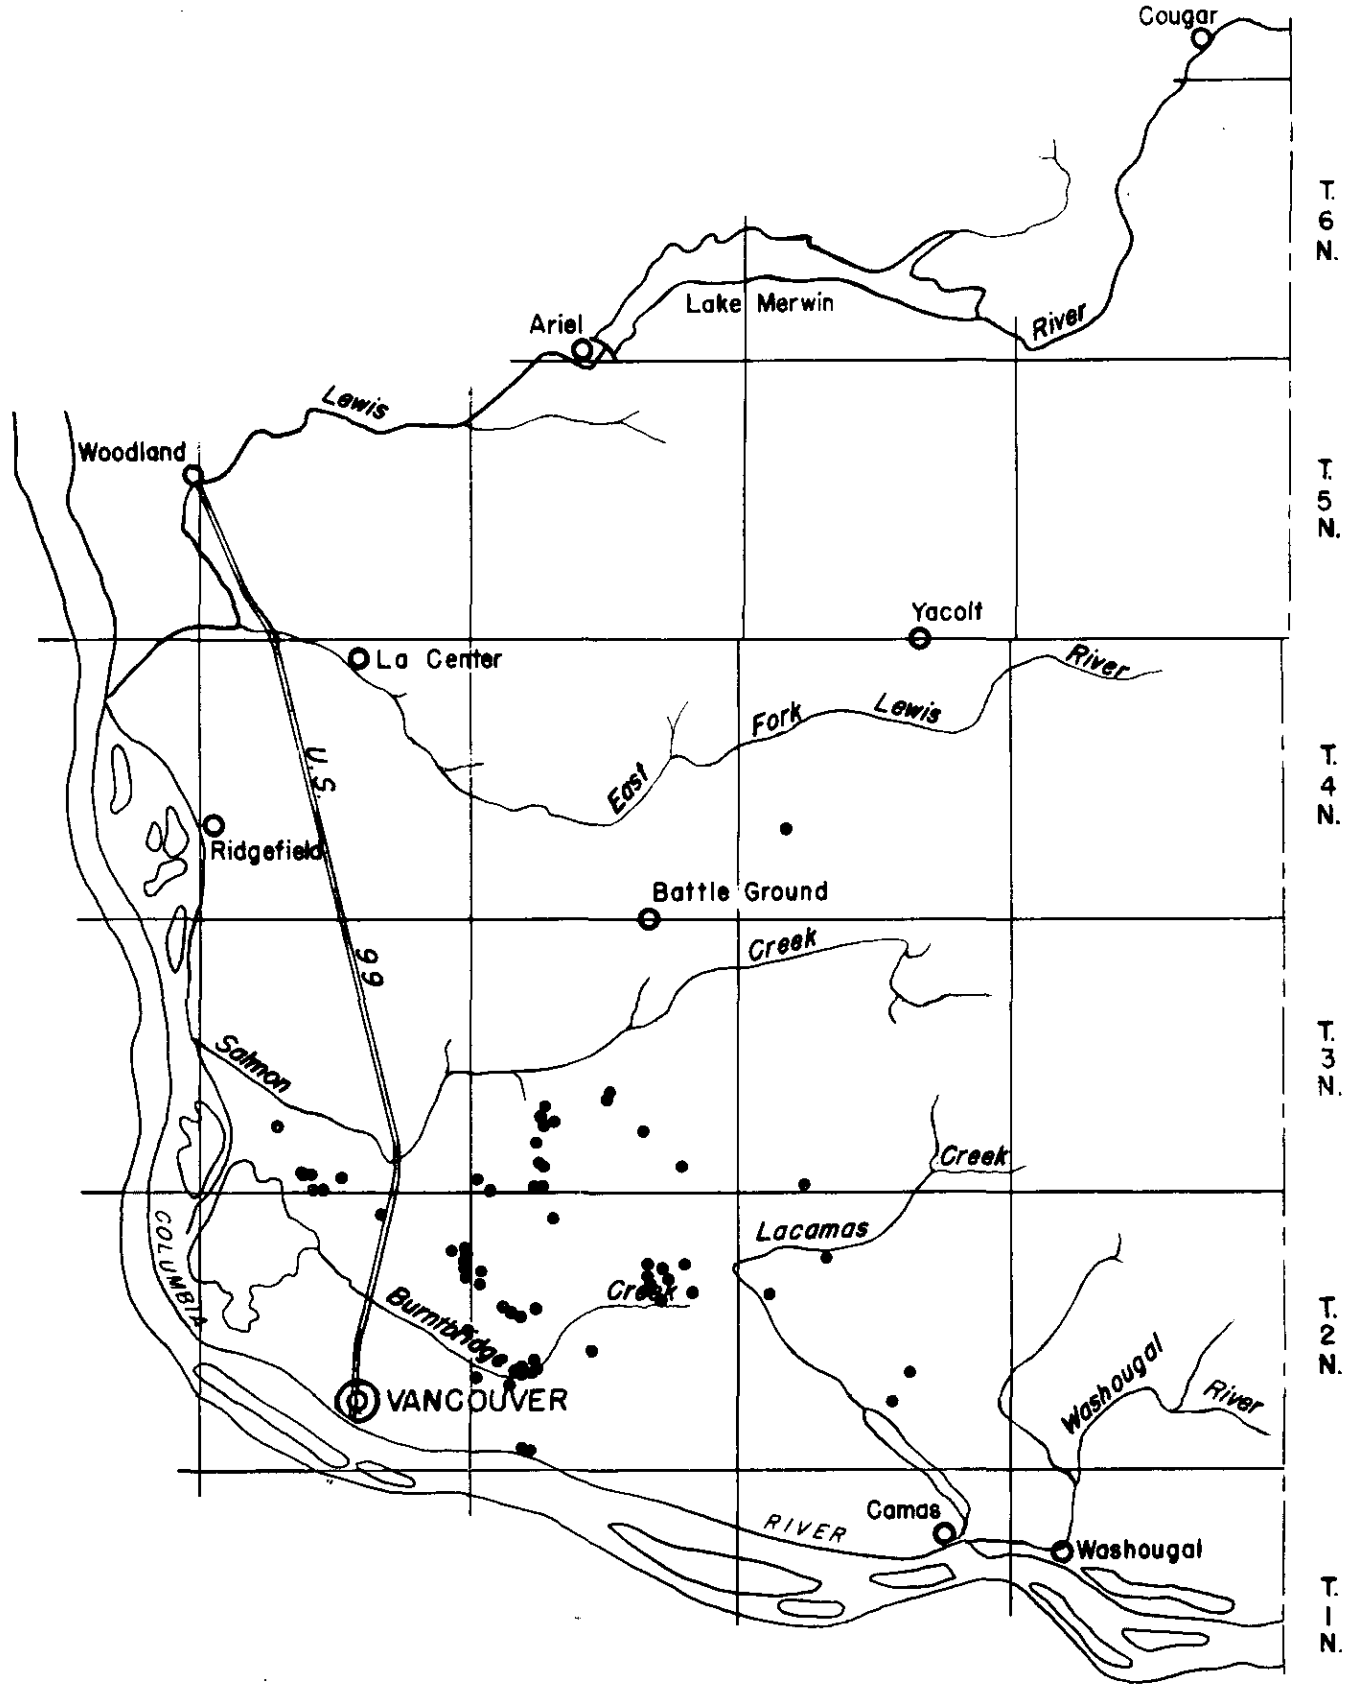 Cougar
T.
6
N.
Lake Merwin
River
Ariel
Lewis
Woodland
T.
5
N.
Yacolt
La Center
River
Fork
Lewis
U.S.
East
T.
4
N.
Ridgefield
Battle Ground
Creek
99
Salmon
T.
3
N.
Creek
COLUMBIA
Lacamas
Burntbridge
Creek
T.
2
N.
Washougal
River
VANCOUVER
Camas
RIVER
Washougal
T.
1
N.